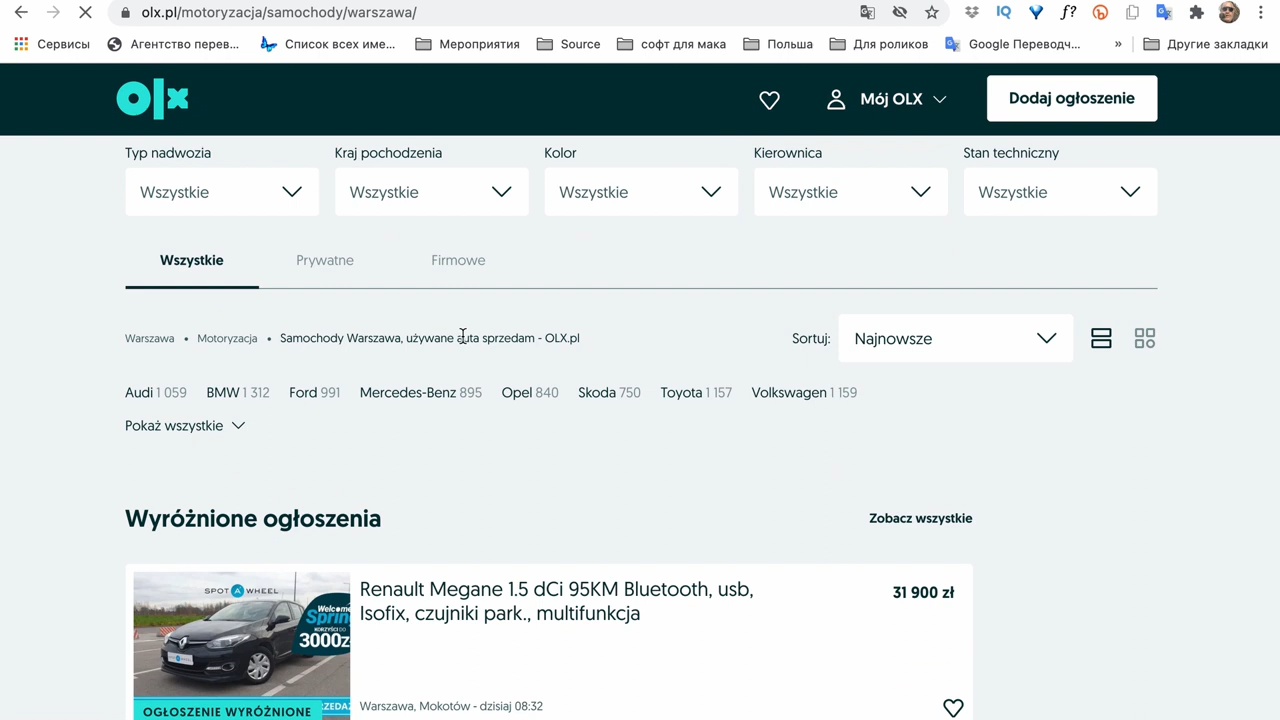 olx.pl/motoryzacja/samochody/warszawa/
Сервисы Агентство перев... Список всех име... Мероприятия Source софт для мака Польша Для роликов Google Переводч... » Другие закладки
olx Mój OLX Dodaj ogłoszenie
Typ nadwozia Kraj pochodzenia Kolor Kierownica Stan techniczny
Wszystkie Wszystkie Wszystkie Wszystkie Wszystkie
Wszystkie Prywatne Firmowe
Warszawa • Motoryzacja • Samochody Warszawa, używane auta sprzedam - OLX.pl Sortuj: Najnowsze
Audi 1 059 BMW 1 312 Ford 991 Mercedes-Benz 895 Opel 840 Skoda 750 Toyota 1 157 Volkswagen 1 159
Pokaż wszystkie
Wyróżnione ogłoszenia Zobacz wszystkie
Renault Megane 1.5 dCi 95KM Bluetooth, usb, 31 900 zł
Isofix, czujniki park., multifunkcja
SPOT A WHEEL
Welcome
Spring
KORZYŚCI DO
3000z
OGŁOSZENIE WYRÓŻNIONE
Warszawa, Mokotów - dzisiaj 08:32